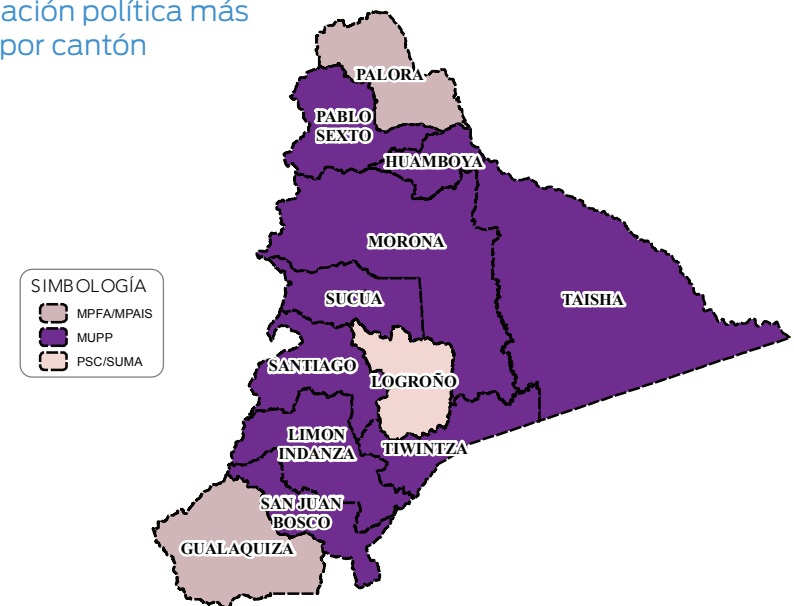 ación política más
por cantón
PALORA
PABLO
SEXTO
HUAMBOYA
MORONA
SUCUA
TAISHA
SANTIAGO
LOGROÑO
LIMON
INDANZA
TIWINTZA
SAN JUAN
BOSCO
GUALAQUIZA
SIMBOLOGÍA
MPFA/MPAIS
MUPP
PSC/SUMA